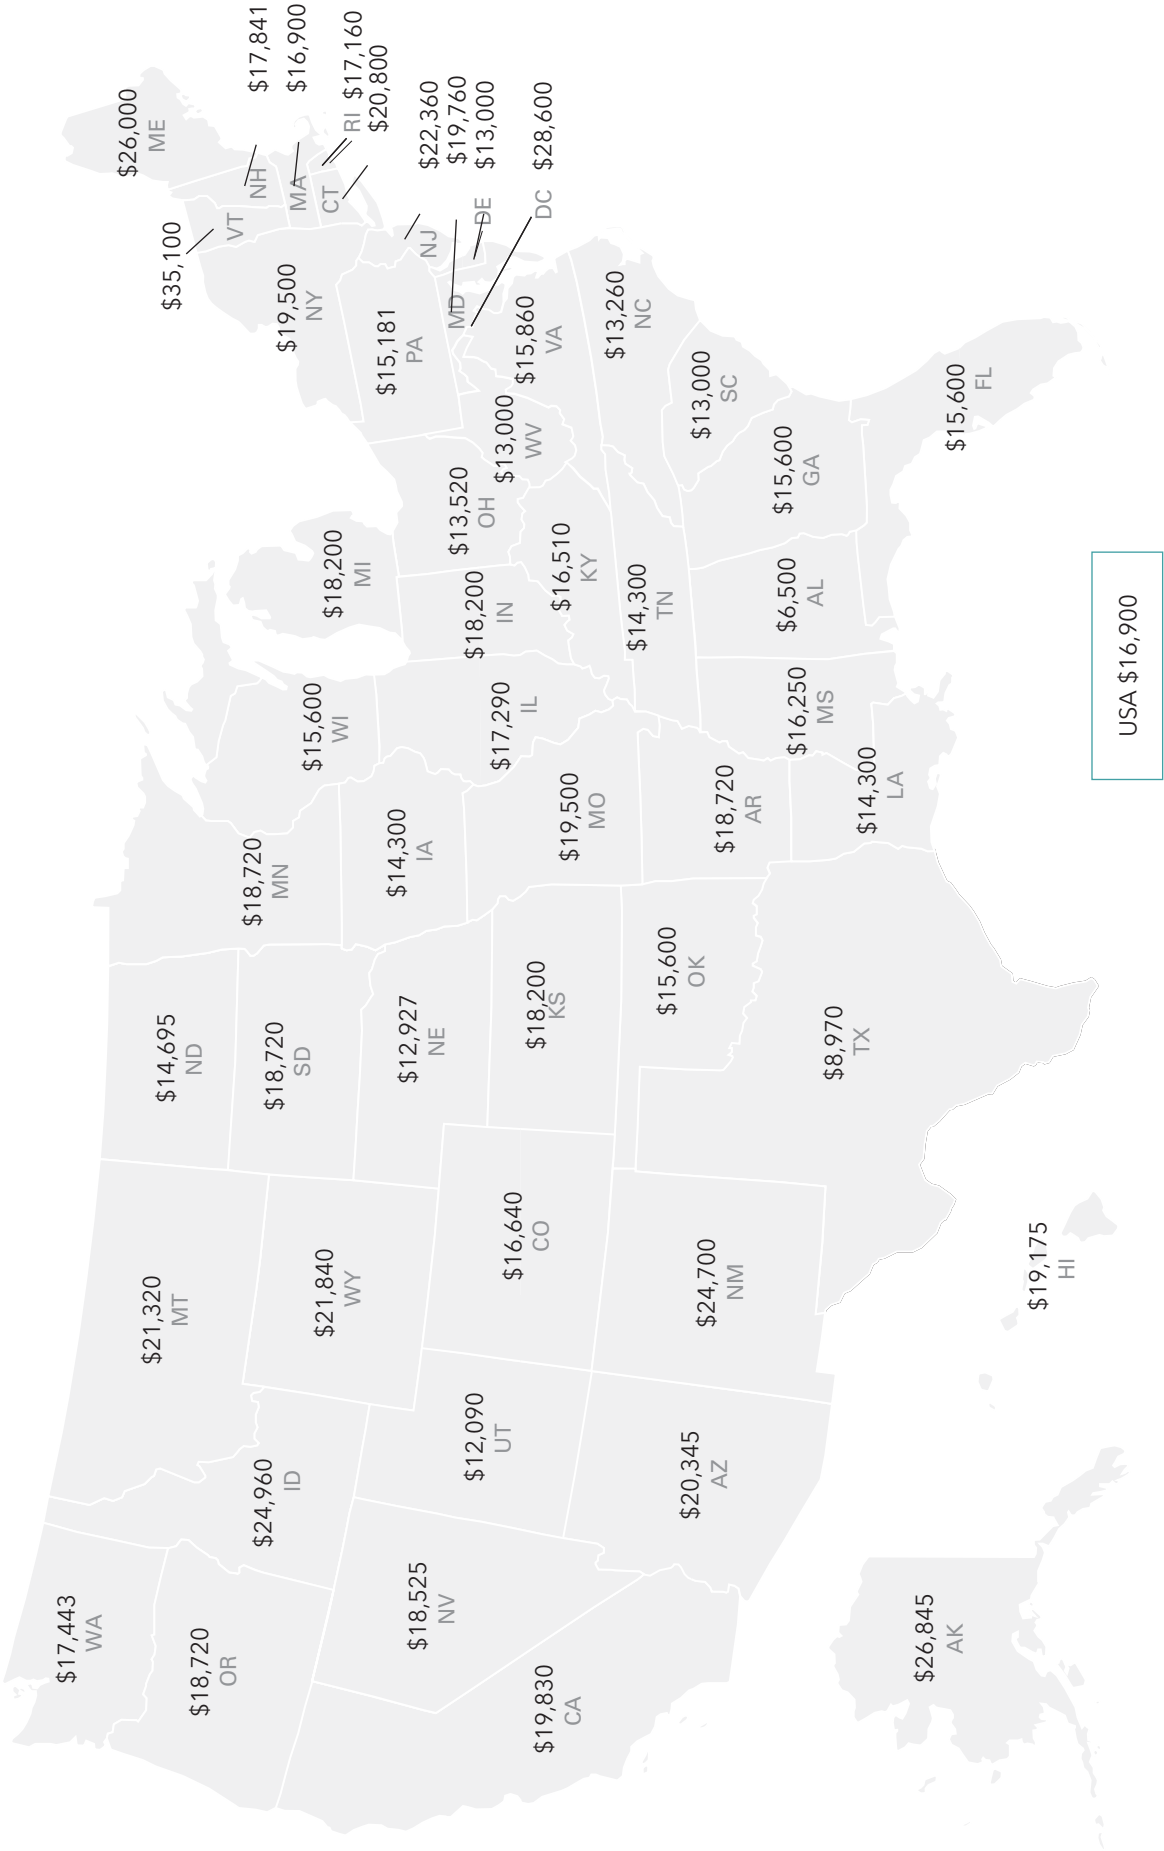 $17,443
WA
$18,720
OR
$19,830
CA
$18,525
NV
$24,960
ID
$21,320
MT
$21,840
WY
$12,090
UT
$20,345
AZ
$16,640
CO
$24,700
NM
$14,695
ND
$18,720
SD
$12,927
NE
$18,200
KS
$15,600
OK
$8,970
TX
$18,720
MN
$14,300
IA
$19,500
MO
$18,720
AR
$14,300
LA
$15,600
WI
$17,290
IL
$16,250
MS
$18,200
MI
$18,200
IN
$16,510
KY
$14,300
TN
$6,500
AL
$13,520
OH
$13,000
WV
$15,600
GA
$15,600
FL
$13,000
SC
$13,260
NC
$15,860
VA
$15,181
PA
$19,500
NY
$35,100
VT
$26,000
ME
NH
$17,841
MA
$16,900
RI $17,160
CT
$20,800
NJ
$22,360
MD
$19,760
DE
$13,000
DC $28,600
$26,845
AK
$19,175
HI
USA $16,900